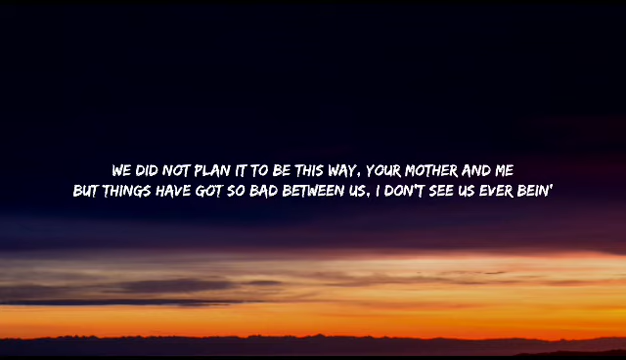 WE DID NOT PLAN IT TO BE THIS WAY, YOUR MOTHER AND ME
BUT THINGS HAVE GOT SO BAD BETWEEN US, I DON'T SEE US EVER BEIN'